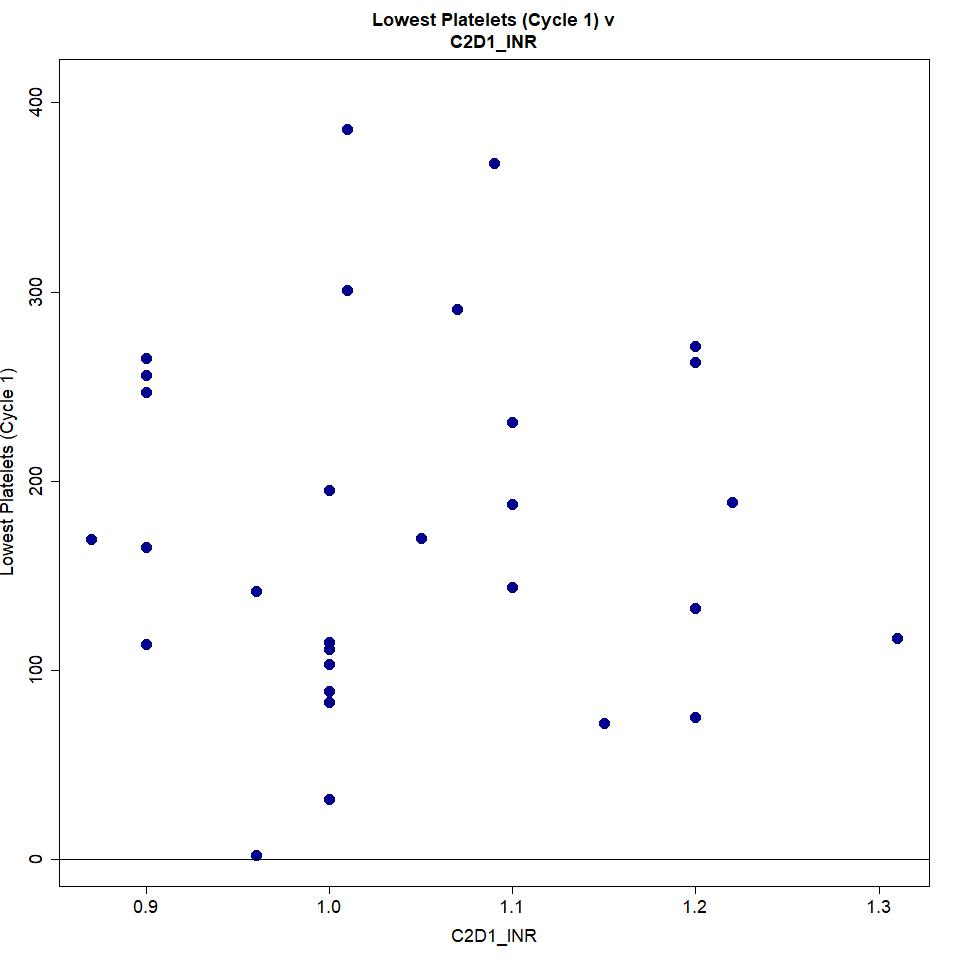 Lowest Platelets (Cycle 1) v
C2D1_INR
400
300
200
100
0
Lowest Platelets (Cycle 1)
0.9
1.0
1.1
1.2
1.3
C2D1_INR